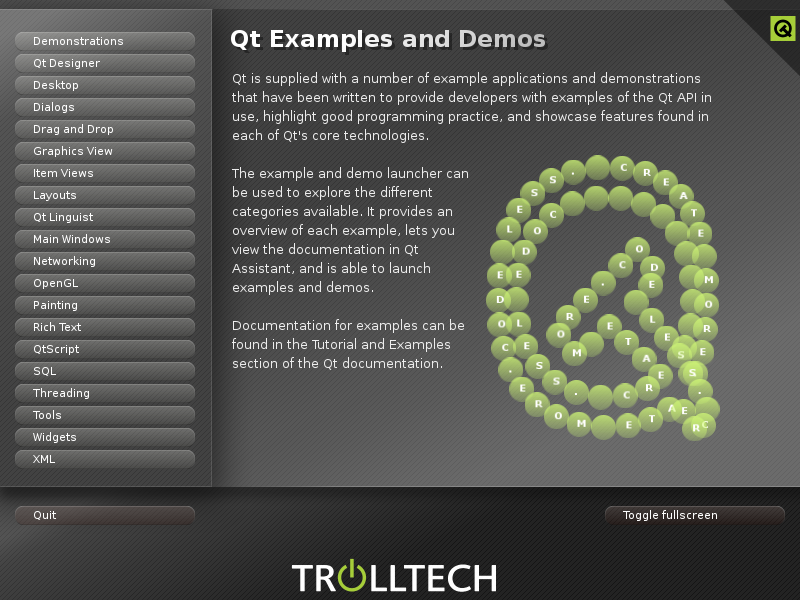 Qt Examples and Demos
Demonstrations
Qt Designer
Desktop
Dialogs
Drag and Drop
Graphics View
Item Views
Layouts
Qt Linguist
Main Windows
Networking
OpenGL
Painting
Rich Text
QtScript
SQL
Threading
Tools
Widgets
XML
Qt is supplied with a number of example applications and demonstrations
that have been written to provide developers with examples of the Qt API in
use, highlight good programming practice, and showcase features found in
each of Qt's core technologies.
The example and demo launcher can
be used to explore the different
categories available. It provides an
overview of each example, lets you
view the documentation in Qt
Assistant, and is able to launch
examples and demos.
Documentation for examples can be
found in the Tutorial and Examples
section of the Qt documentation.
Quit
Toggle fullscreen
TROLLTECH